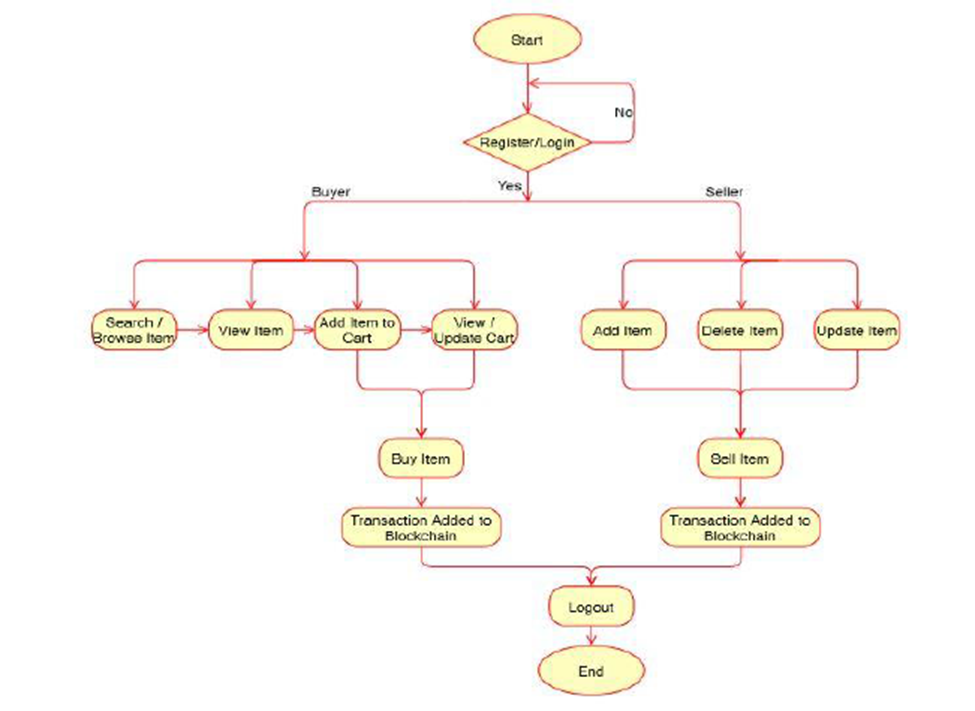 Start
No
Register/Login
Yes
Buyer
Seller
Search /
Browse Item
View Item
Add Item to
Cart
View /
Update Cart
Add Item
Delete Item
Update Item
Buy Item
Sell Item
Transaction Added to
Blockchain
Transaction Added to
Blockchain
Logout
End